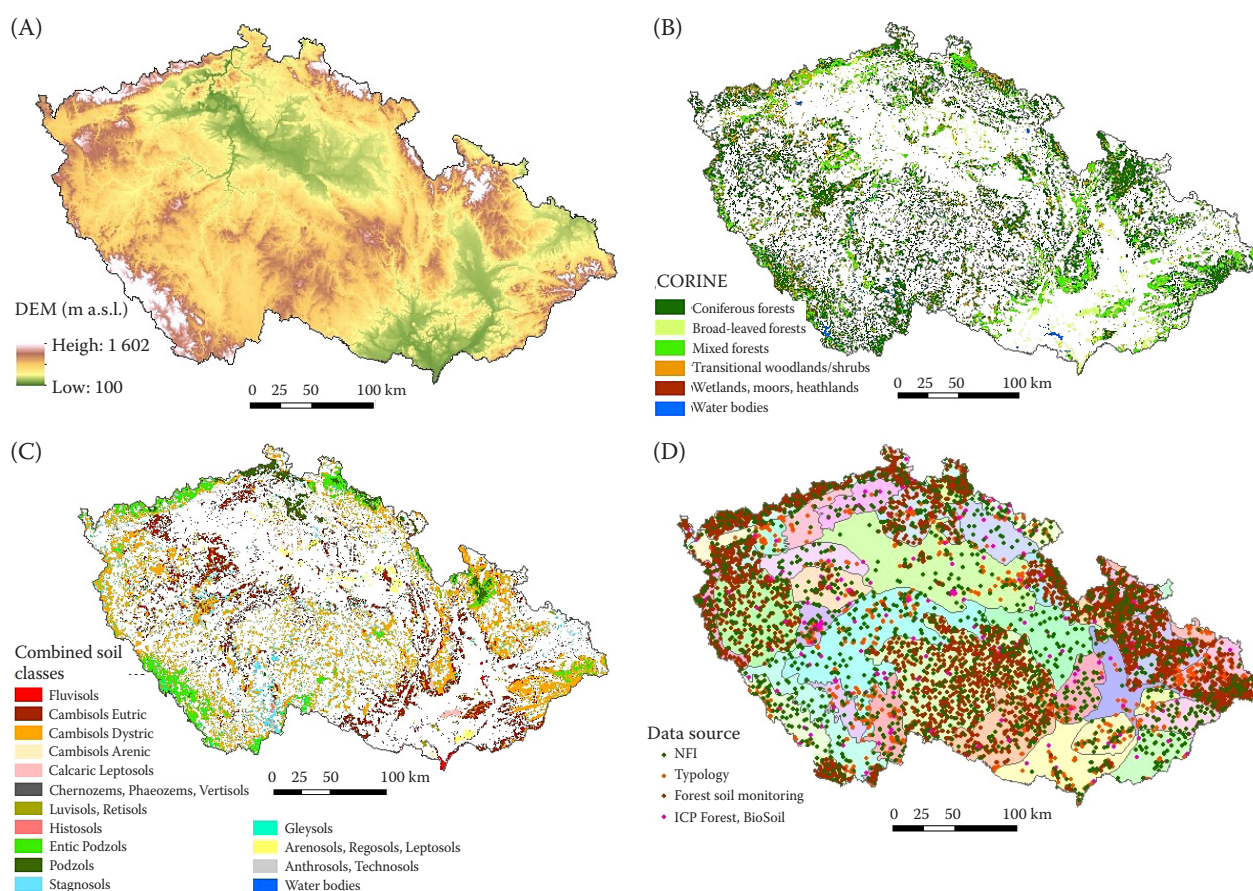 (A)
DEM (m a.s.l.)
Heigh: 1 602
Low: 100
0 25 50 100 km
(B)
CORINE
Coniferous forests
Broad-leaved forests
Mixed forests
Transitional woodlands/shrubs
Wetlands, moors, heathlands
Water bodies
0 25 50 100 km
(C)
Combined soil
classes
Fluvisols
Cambisols Eutric
Cambisols Dystric
Cambisols Arenic
Calcaric Leptosols
Chernozems, Phaeozems, Vertisols
Luvisols, Retisols
Histosols
Entic Podzols
Podzols
Stagnosols
0 25 50 100 km
Gleysols
Arenosols, Regosols, Leptosols
Anthrosols, Technosols
Water bodies
(D)
Data source
NFI
Typology
Forest soil monitoring
ICP Forest, BioSoil
0 25 50 100 km